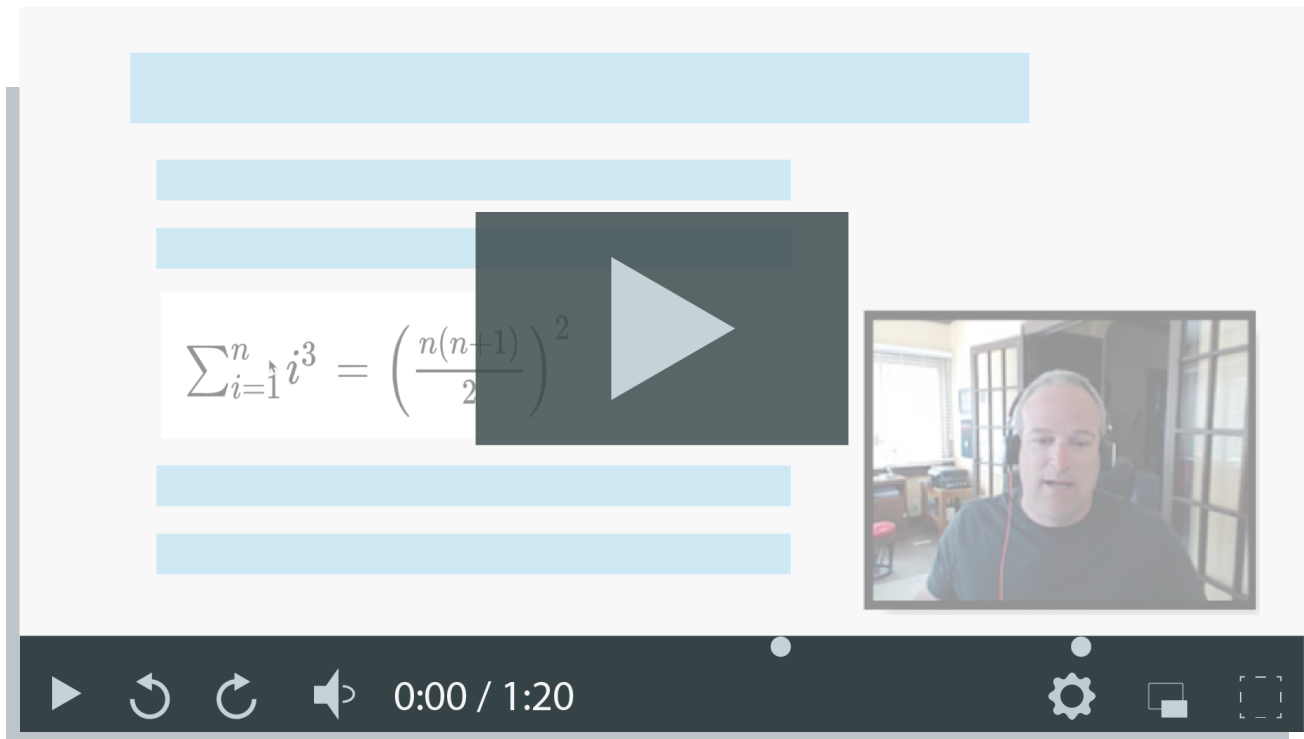 ∑ⁿᵢ₌₁ i³ = (n(n+1)/2)²
0:00 / 1:20